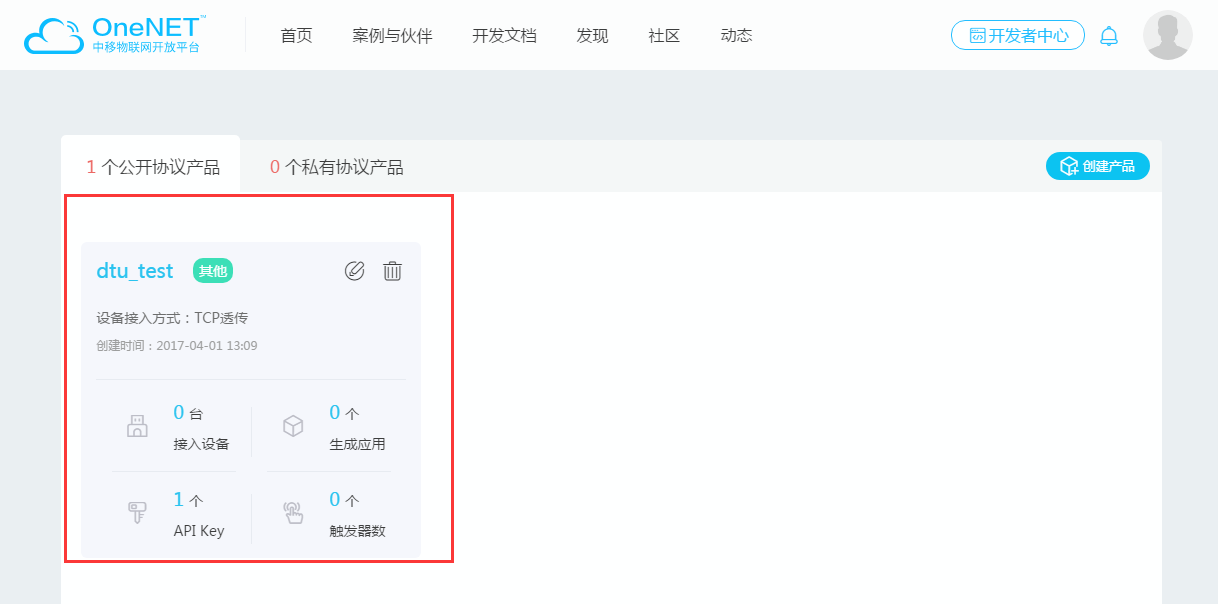 OneNET™
中移物联网开放平台
首页 案例与伙伴 开发文档 发现 社区 动态
开发者中心
1 个公开协议产品 0 个私有协议产品
创建产品
dtu_test 其他
设备接入方式：TCP透传
创建时间：2017-04-01 13:09
0 台 0 个
接入设备 生成应用
1 个 0 个
API Key 触发器数